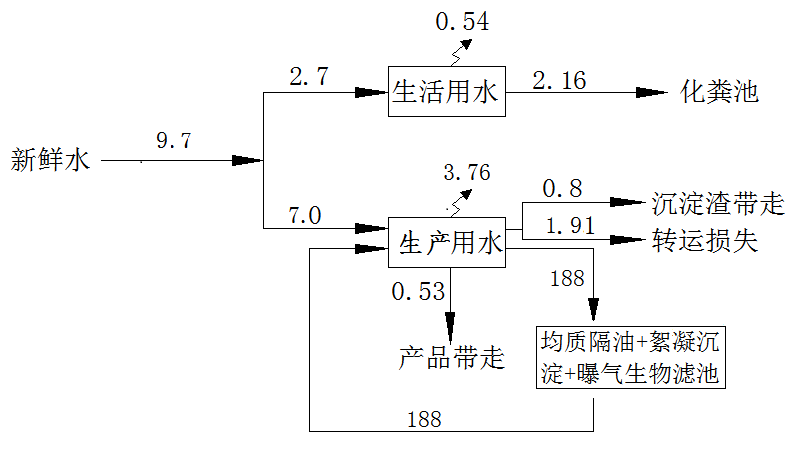 0.54
2.7
生活用水
2.16
化粪池
新鲜水
9.7
3.76
0.8
沉淀渣带走
7.0
生产用水
1.91
转运损失
0.53
188
产品带走
均质隔油+絮凝沉
淀+曝气生物滤池
188